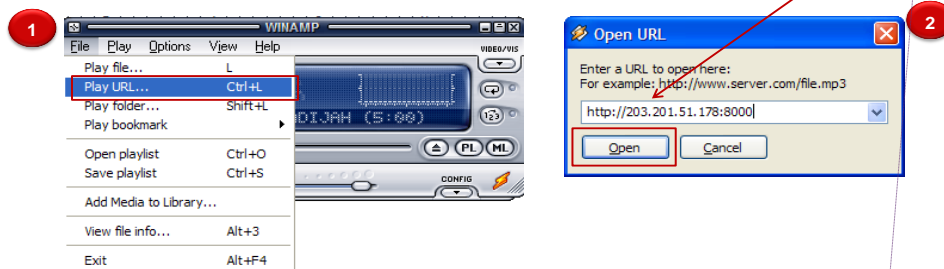 1
WINAMP
File Play Options View Help
VIDEO/VIS
Play file... L
Play URL... Ctrl+L
Play folder... Shift+L
Play bookmark
DIJAH (5:00)
123
PL ML
Open playlist Ctrl+O
Save playlist Ctrl+S
CONFIG
Add Media to Library...
View file info... Alt+3
Exit Alt+F4
2
Open URL
Enter a URL to open here:
For example: http://www.server.com/file.mp3
http://203.201.51.178:8000
Open Cancel